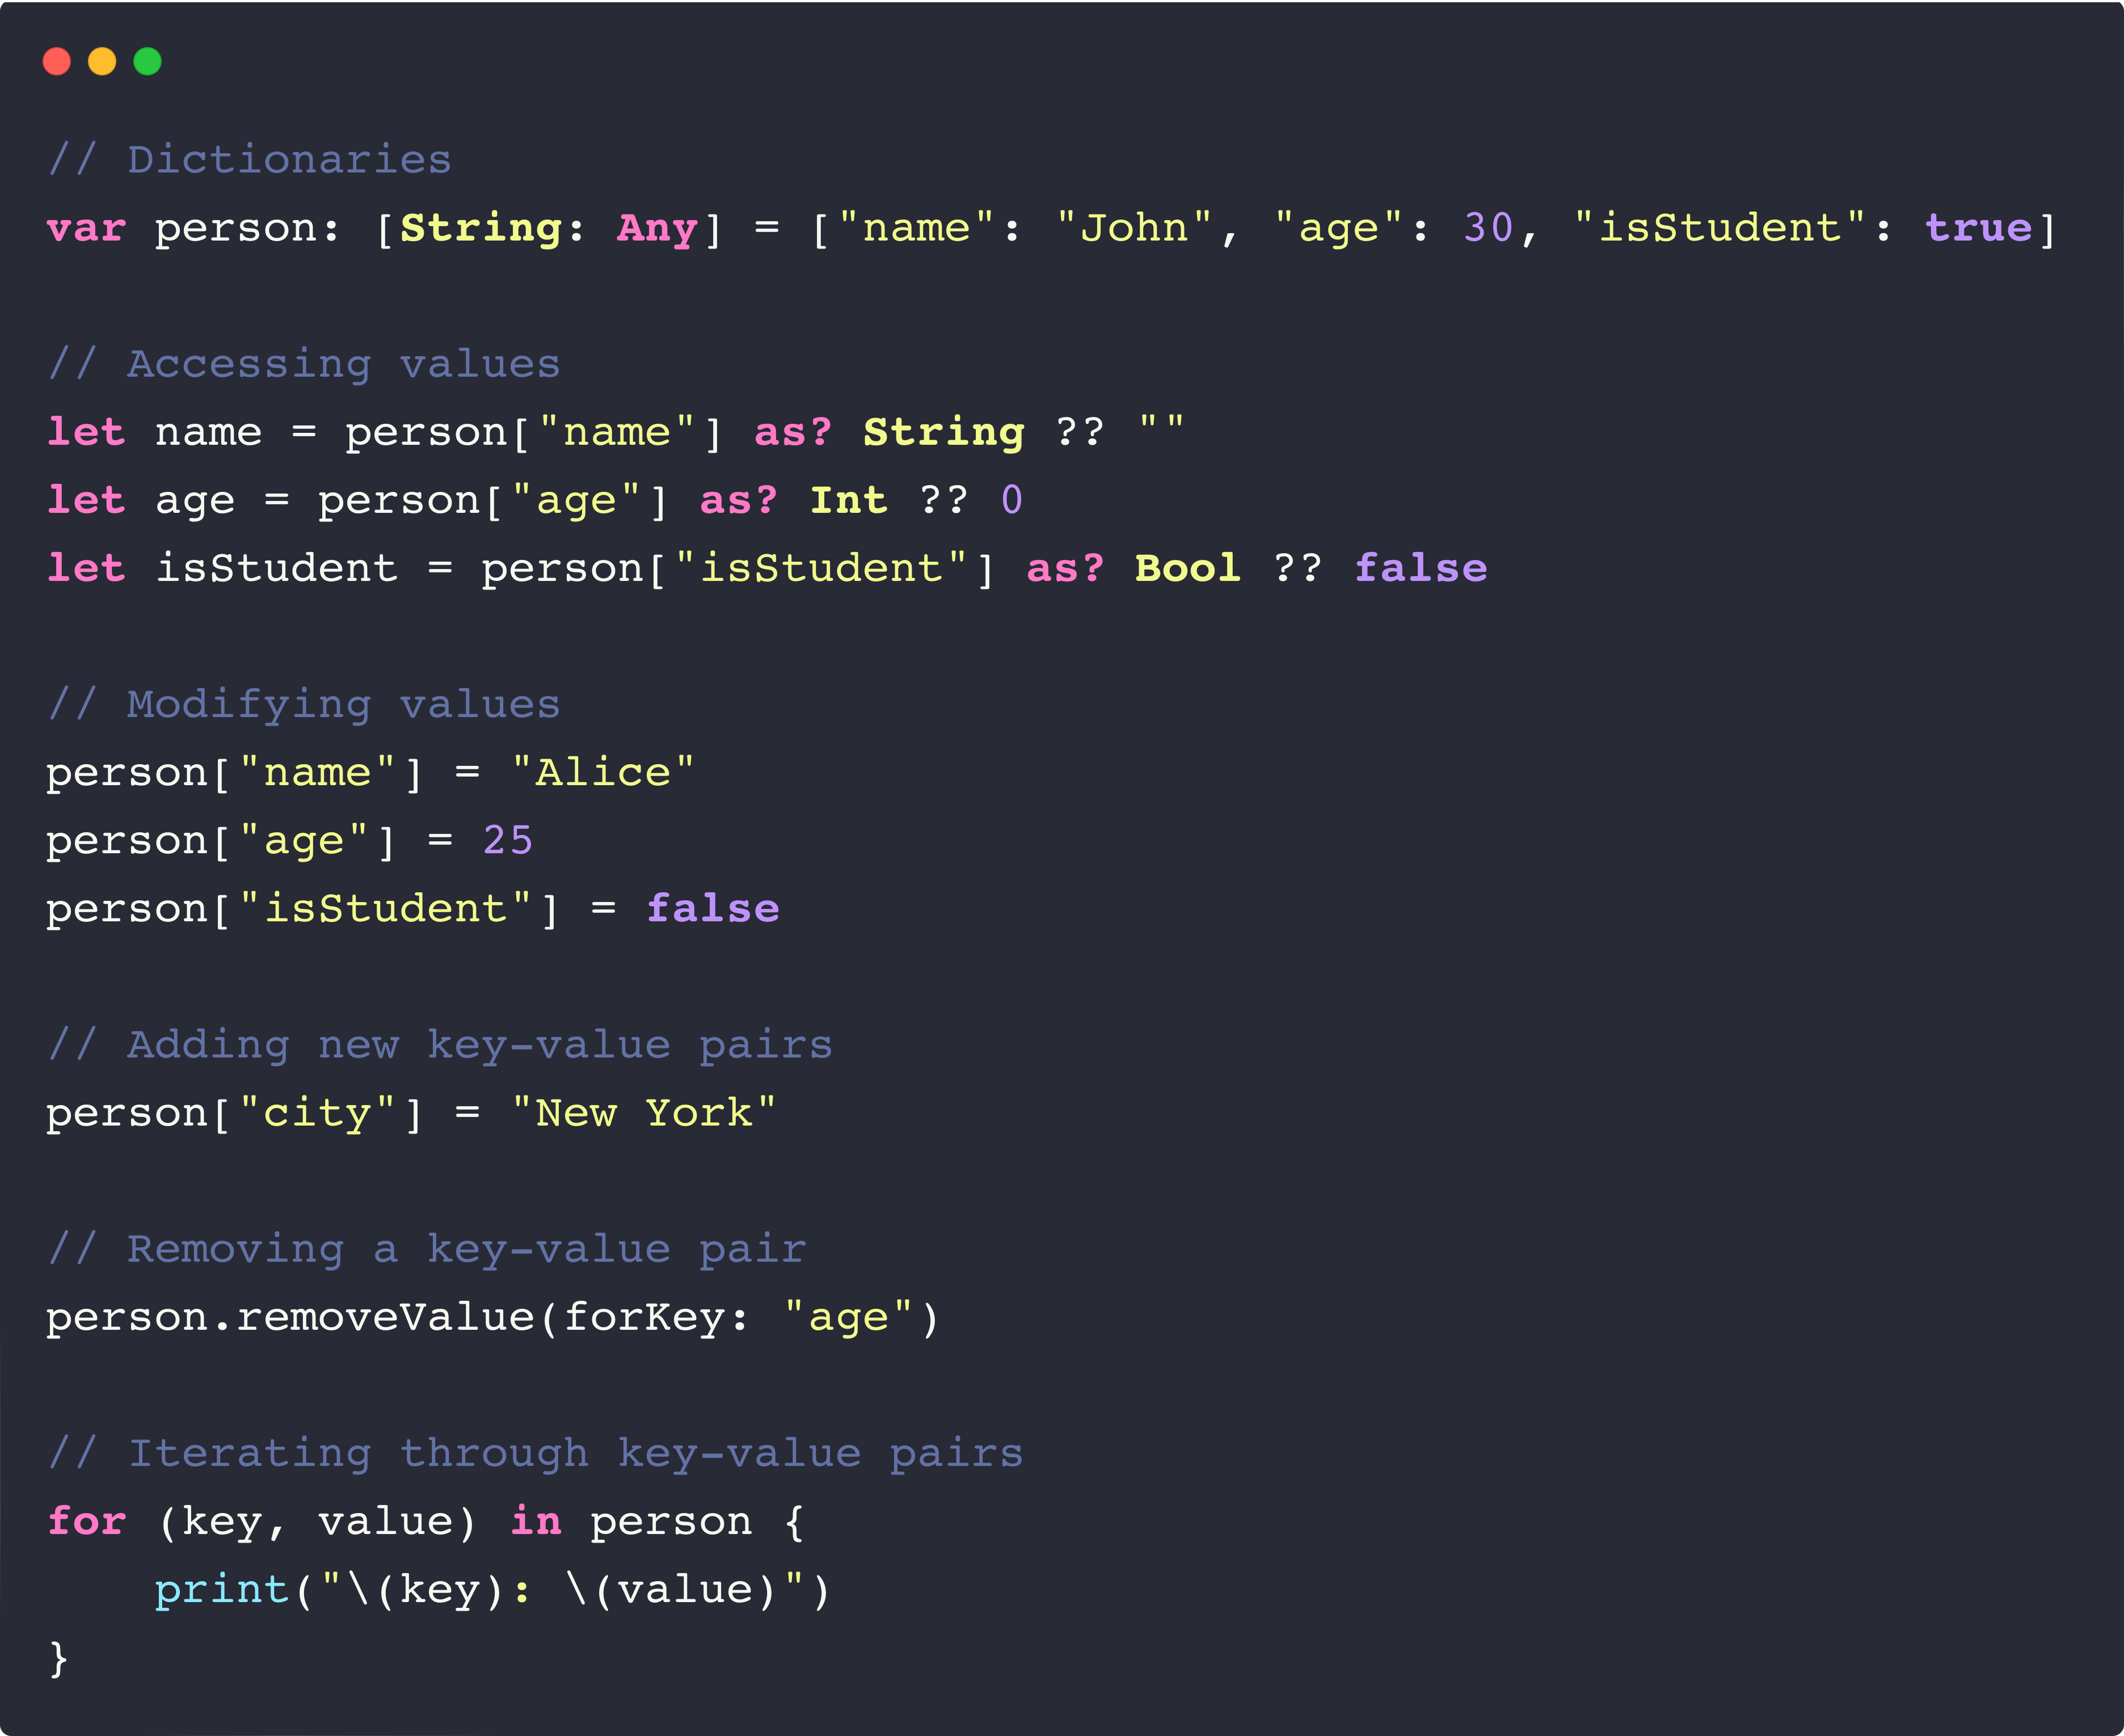 // Dictionaries
var person: [String: Any] = ["name": "John", "age": 30, "isStudent": true]

// Accessing values
let name = person["name"] as? String ?? ""
let age = person["age"] as? Int ?? 0
let isStudent = person["isStudent"] as? Bool ?? false

// Modifying values
person["name"] = "Alice"
person["age"] = 25
person["isStudent"] = false

// Adding new key-value pairs
person["city"] = "New York"

// Removing a key-value pair
person.removeValue(forKey: "age")

// Iterating through key-value pairs
for (key, value) in person {
    print("\(key): \(value)")
}